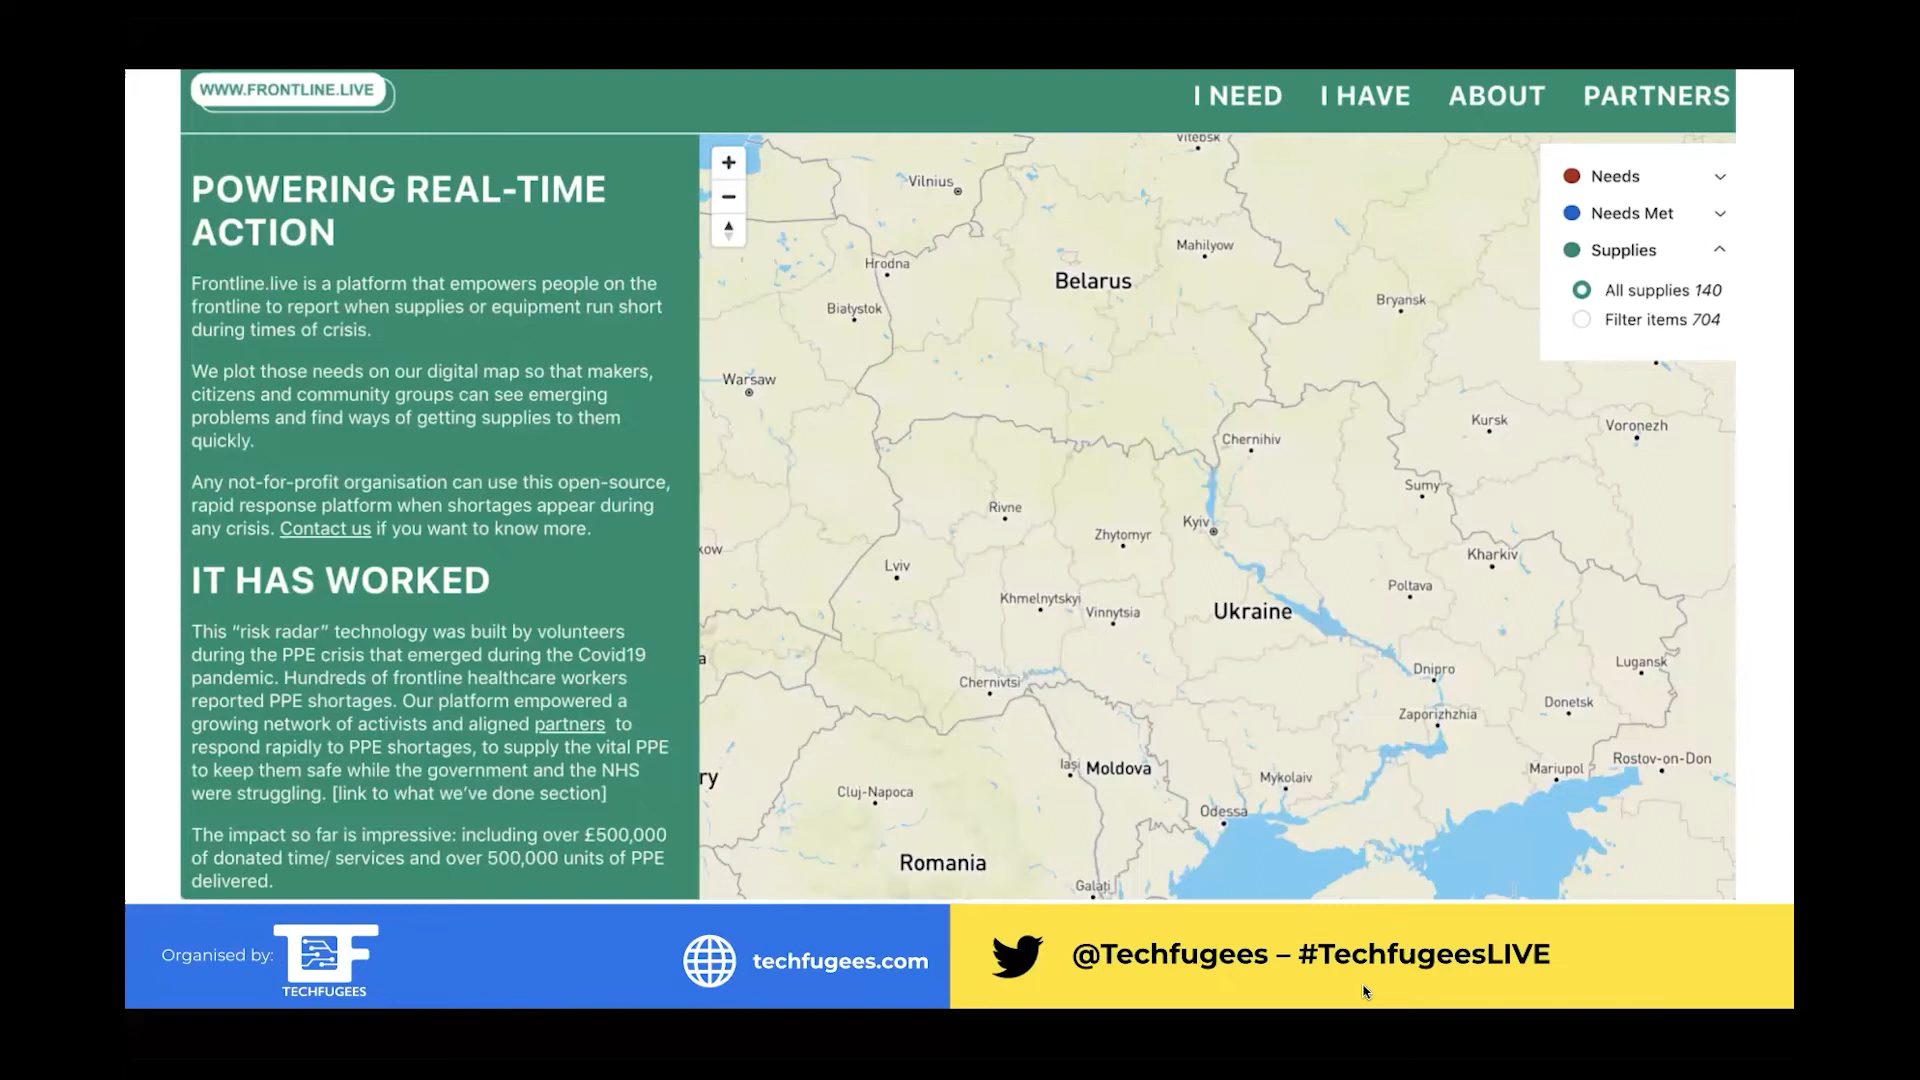 WWW.FRONTLINE.LIVE
I NEED
I HAVE
ABOUT
PARTNERS
POWERING REAL-TIME
ACTION
Frontline.live is a platform that empowers people on the
frontline to report when supplies or equipment run short
during times of crisis.
We plot those needs on our digital map so that makers,
citizens and community groups can see emerging
problems and find ways of getting supplies to them
quickly.
Any not-for-profit organisation can use this open-source,
rapid response platform when shortages appear during
any crisis. Contact us if you want to know more.
IT HAS WORKED
This “risk radar” technology was built by volunteers
during the PPE crisis that emerged during the Covid19
pandemic. Hundreds of frontline healthcare workers
reported PPE shortages. Our platform empowered a
growing network of activists and aligned partners to
respond rapidly to PPE shortages, to supply the vital PPE
to keep them safe while the government and the NHS
were struggling. [link to what we’ve done section]
The impact so far is impressive: including over £500,000
of donated time/ services and over 500,000 units of PPE
delivered.
Vitebsk
Vilnius
Mahilyow
Hrodna
Belarus
Bryansk
Białystok
Warsaw
Kursk
Voronezh
Chernihiv
Sumy
Rivne
Kyiv
Zhytomyr
kow
Kharkiv
Lviv
Poltava
Khmelnytskyi
Vinnytsia
Ukraine
a
Lugansk
Dnipro
Chernivtsi
Donetsk
Zaporizhzhia
Rostov-on-Don
Iași
Moldova
Mariupol
ry
Mykolaiv
Cluj-Napoca
Odessa
Romania
Galați
Needs
Needs Met
Supplies
All supplies 140
Filter items 704
Organised by:
TF
TECHFUGEES
techfugees.com
@Techfugees – #TechfugeesLIVE